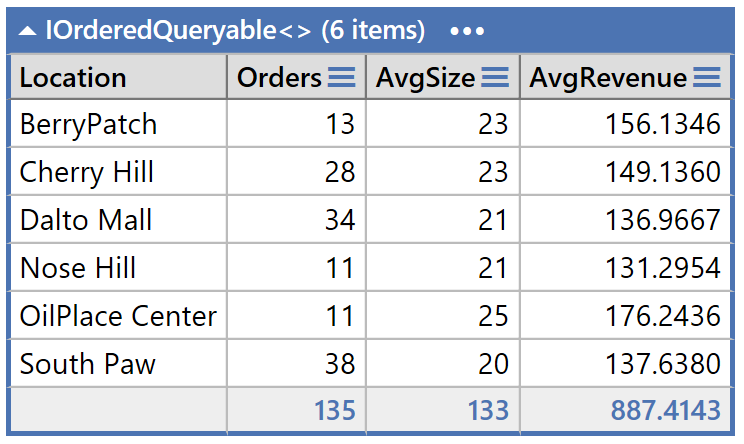 IOrderedQueryable<> (6 items) •••
Location Orders AvgSize AvgRevenue
BerryPatch 13 23 156.1346
Cherry Hill 28 23 149.1360
Dalto Mall 34 21 136.9667
Nose Hill 11 21 131.2954
OilPlace Center 11 25 176.2436
South Paw 38 20 137.6380
135 133 887.4143